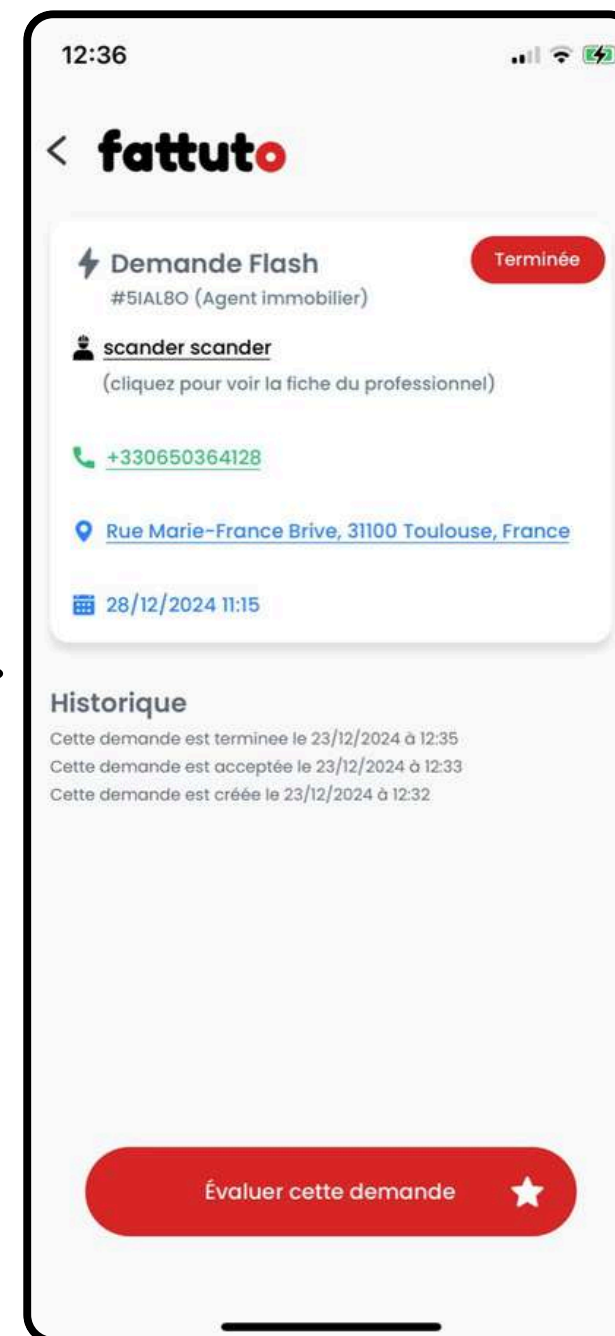 12:36
fattuto
Demande Flash
Terminée
#5IAL8O (Agent immobilier)
scander scander
(cliquez pour voir la fiche du professionnel)
+330650364128
Rue Marie-France Brive, 31100 Toulouse, France
28/12/2024 11:15
Historique
Cette demande est terminee le 23/12/2024 à 12:35
Cette demande est acceptée le 23/12/2024 à 12:33
Cette demande est créée le 23/12/2024 à 12:32
Évaluer cette demande